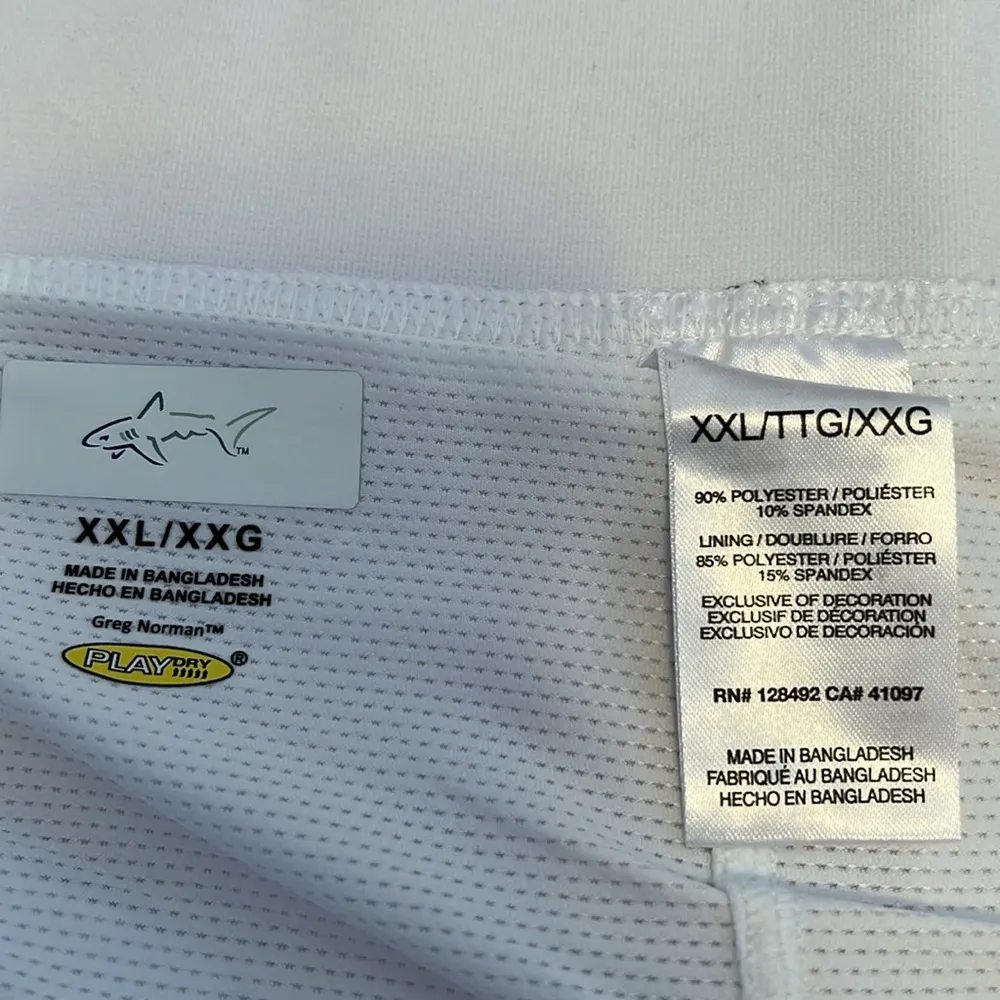 TM
XXL/XXG
MADE IN BANGLADESH
HECHO EN BANGLADESH
Greg Norman™
PLAYDRY®
XXL/TTG/XXG
90% POLYESTER / POLIÉSTER
10% SPANDEX
LINING / DOUBLURE / FORRO
85% POLYESTER / POLIÉSTER
15% SPANDEX
EXCLUSIVE OF DECORATION
EXCLUSIF DE DÉCORATION
EXCLUSIVO DE DECORACIÓN
RN# 128492 CA# 41097
MADE IN BANGLADESH
FABRIQUÉ AU BANGLADESH
HECHO EN BANGLADESH